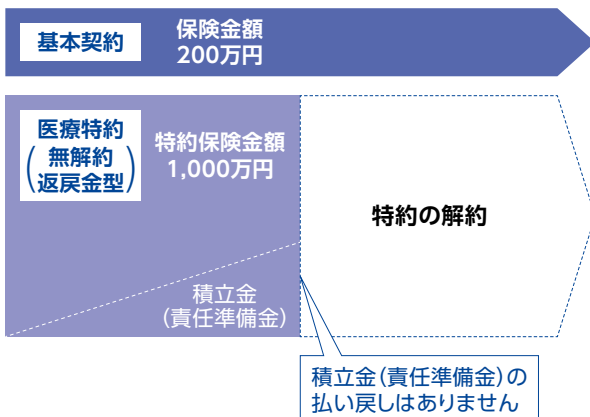 基本契約
保険金額
200万円
医療特約
(無解約
返戻金型)
特約保険金額
1,000万円
特約の解約
積立金
(責任準備金)
積立金(責任準備金)の
払い戻しはありません